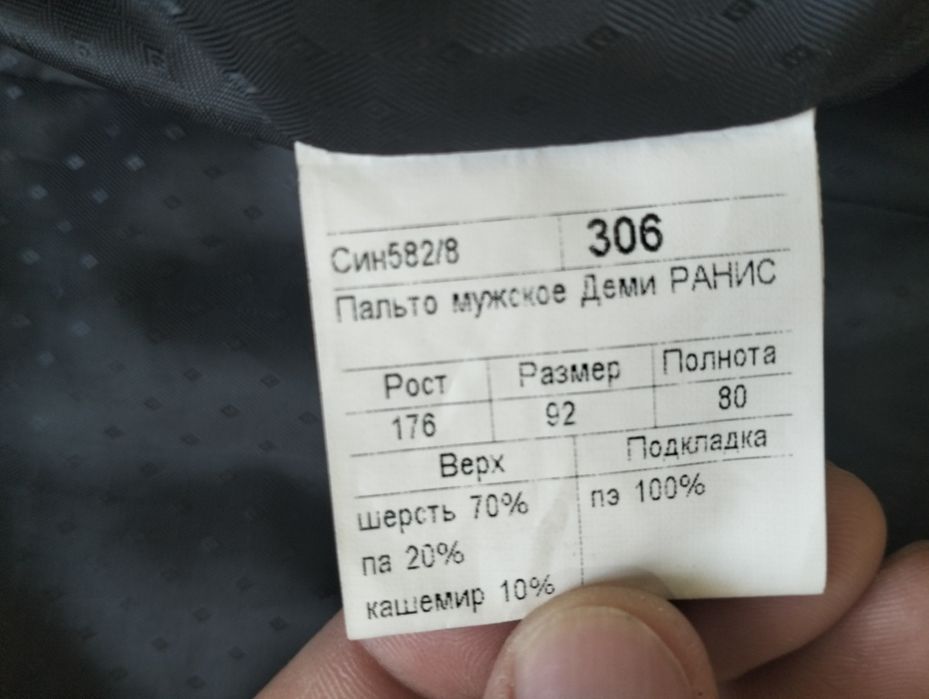 Син582/8 306
Пальто мужское Деми РАНИС
Рост Размер Полнота
176 92 80
Верх Подкладка
шерсть 70% пэ 100%
па 20%
кашемир 10%